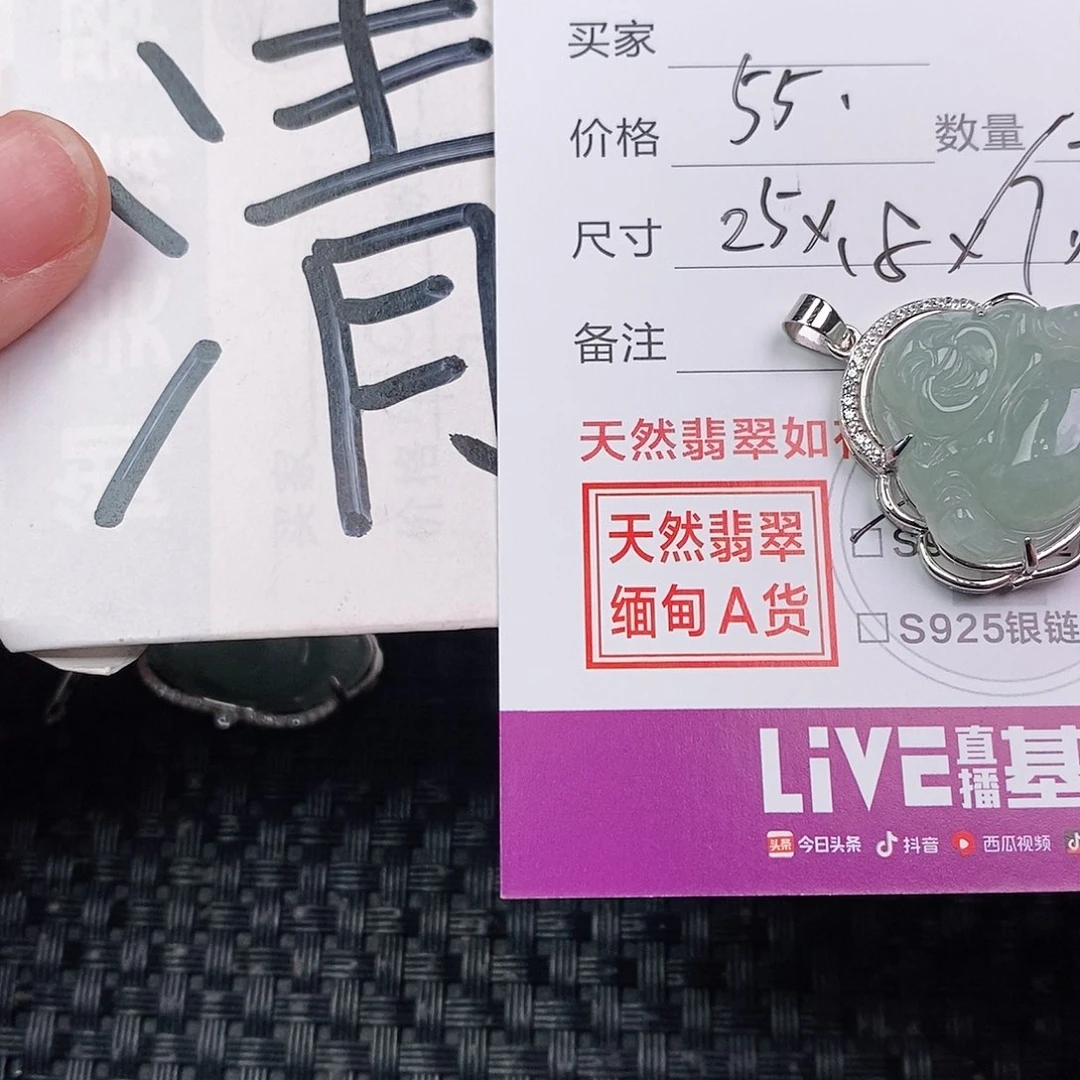 清
买家
价格 55. 数量
尺寸 25x18x7
备注
天然翡翠如
天然翡翠
缅甸A货
S925银链
LiVE直播基
今日头条 抖音 西瓜视频